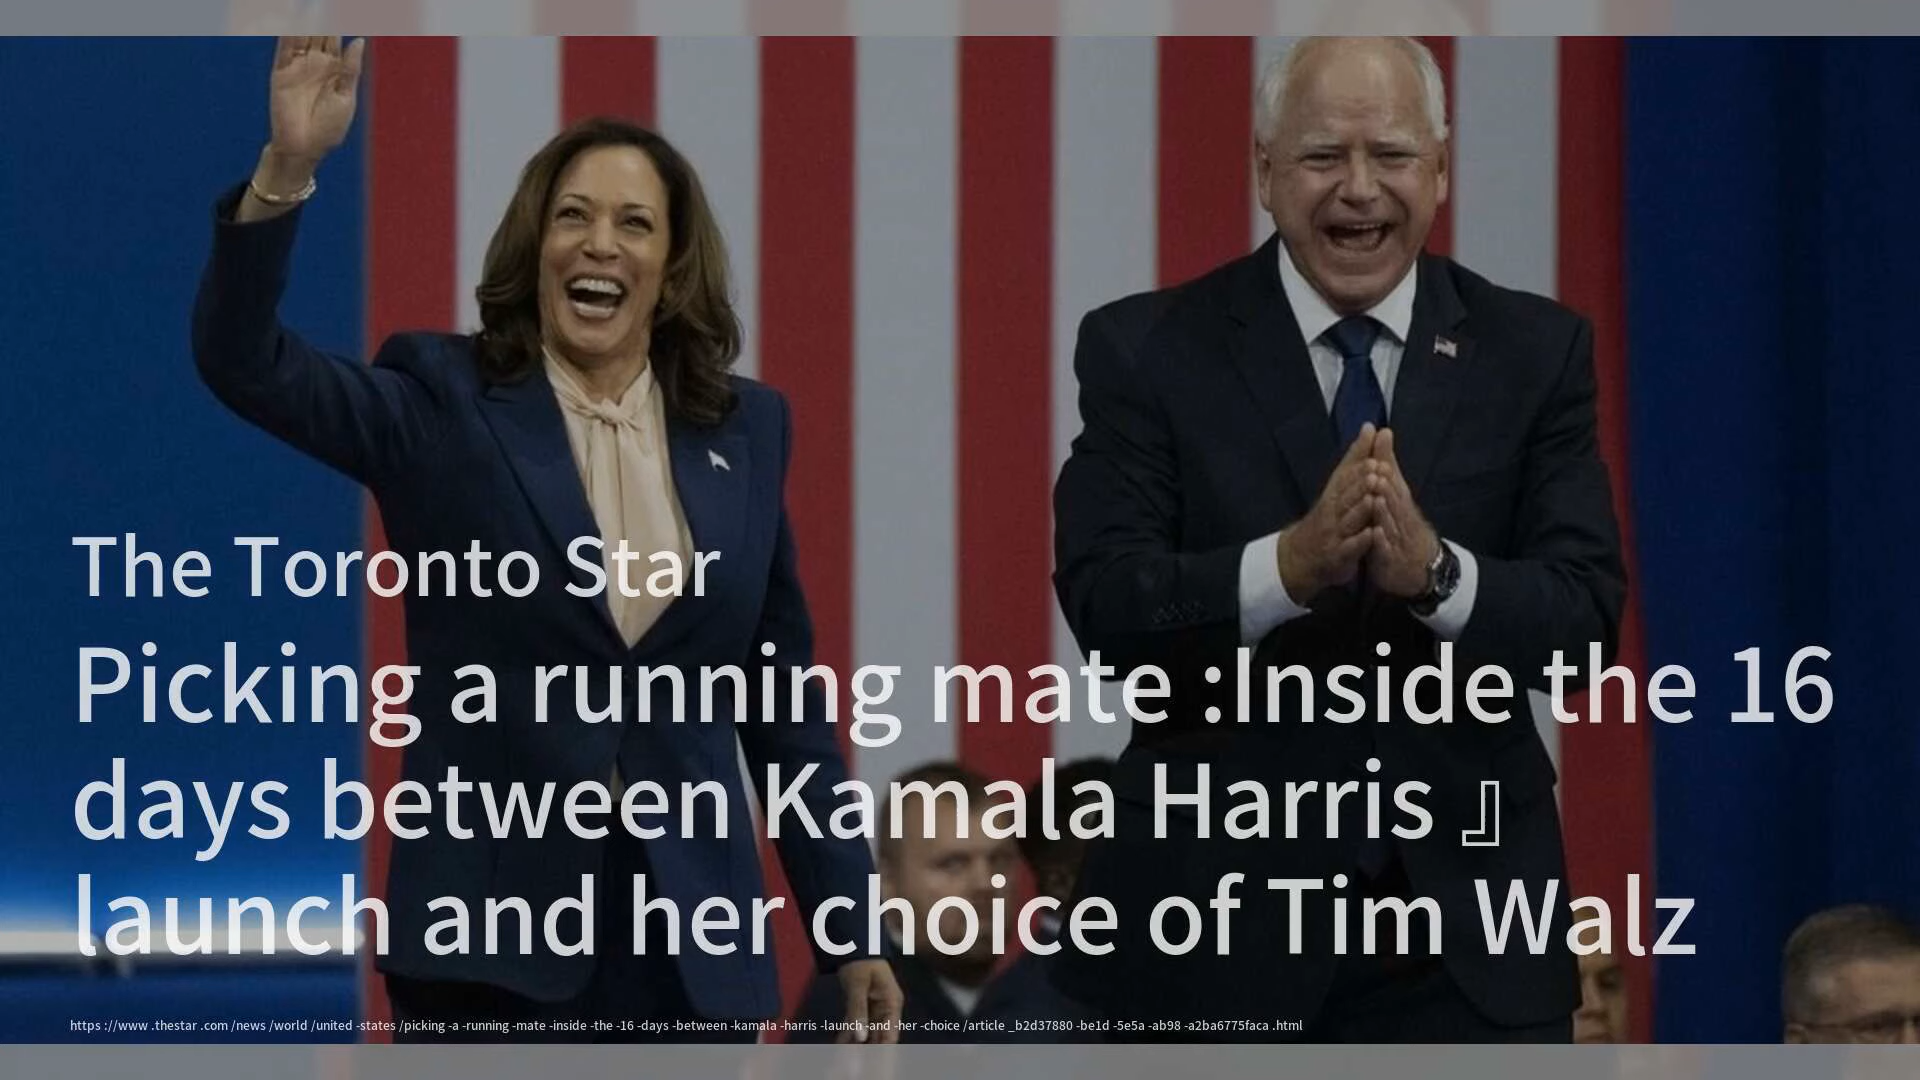 The Toronto Star
Picking a running mate :Inside the 16
days between Kamala Harris 』
launch and her choice of Tim Walz
https ://www .thestar .com /news /world /united -states /picking -a -running -mate -inside -the -16 -days -between -kamala -harris -launch -and -her -choice /article _b2d37880 -be1d -5e5a -ab98 -a2ba6775faca .html